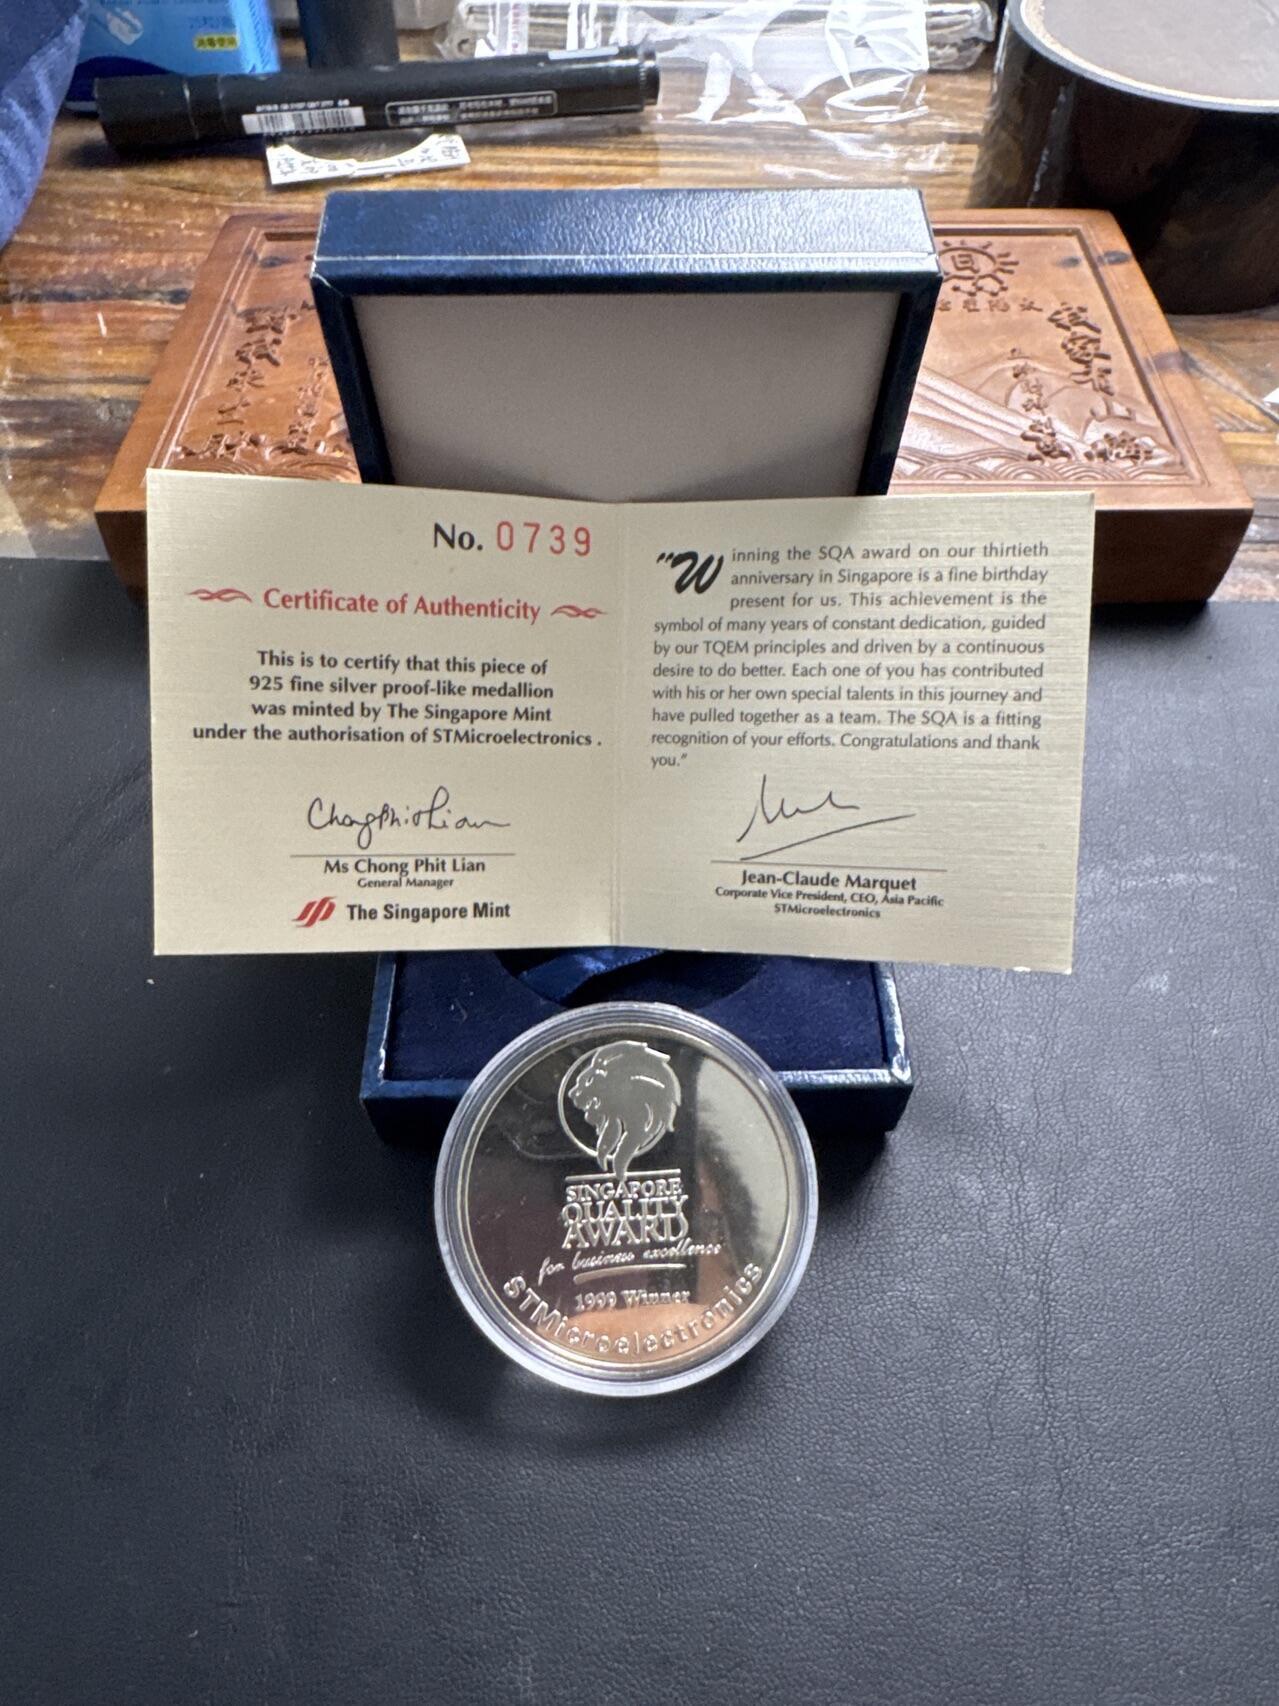 No. 0739
Certificate of Authenticity
This is to certify that this piece of
925 fine silver proof-like medallion
was minted by The Singapore Mint
under the authorisation of STMicroelectronics .
Ms Chong Phit Lian
General Manager
The Singapore Mint
"Winning the SQA award on our thirtieth
anniversary in Singapore is a fine birthday
present for us. This achievement is the
symbol of many years of constant dedication, guided
by our TQEM principles and driven by a continuous
desire to do better. Each one of you has contributed
with his or her own special talents in this journey and
have pulled together as a team. The SQA is a fitting
recognition of your efforts. Congratulations and thank
you."
Jean-Claude Marquet
Corporate Vice President, CEO, Asia Pacific
STMicroelectronics
SINGAPORE
QUALITY
AWARD
for business excellence
1999 Winner
STMicroelectronics